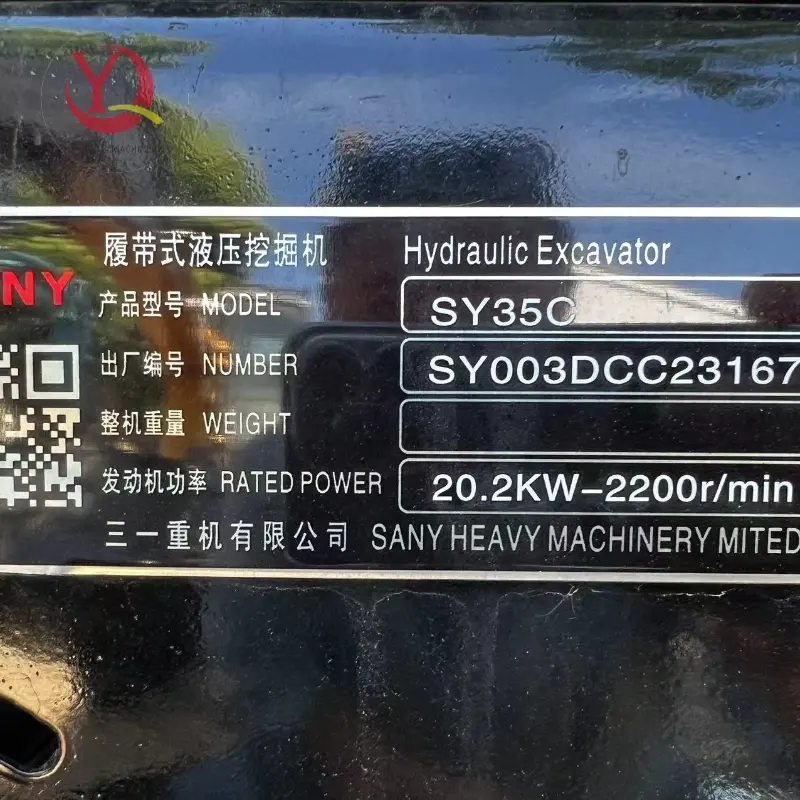 履带式液压挖掘机 Hydraulic Excavator
NY
产品型号 MODEL SY35C
出厂编号 NUMBER SY003DCC23167
整机重量 WEIGHT
发动机功率 RATED POWER 20.2KW-2200r/min
三一重机有限公司 SANY HEAVY MACHINERY MITED